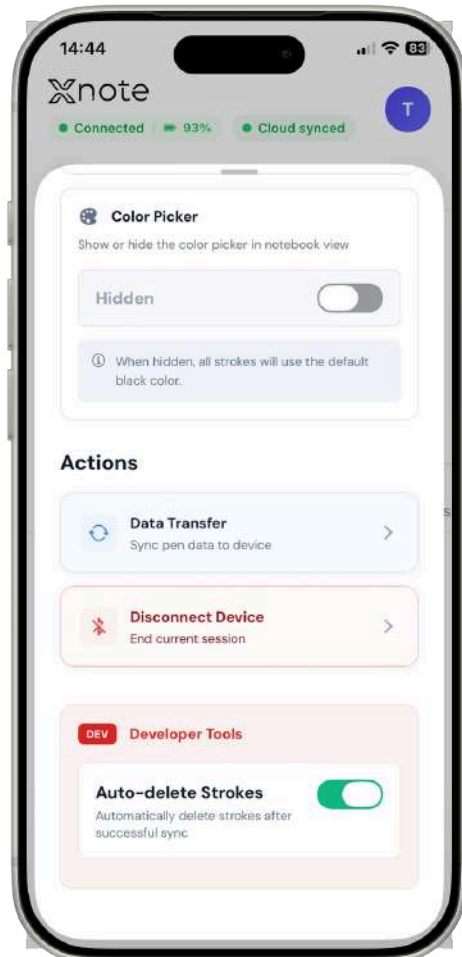 14:44
83
Xnote
Connected 93% Cloud synced
T
Color Picker
Show or hide the color picker in notebook view
Hidden
When hidden, all strokes will use the default
black color.
Actions
Data Transfer
Sync pen data to device
Disconnect Device
End current session
DEV Developer Tools
Auto-delete Strokes
Automatically delete strokes after
successful sync